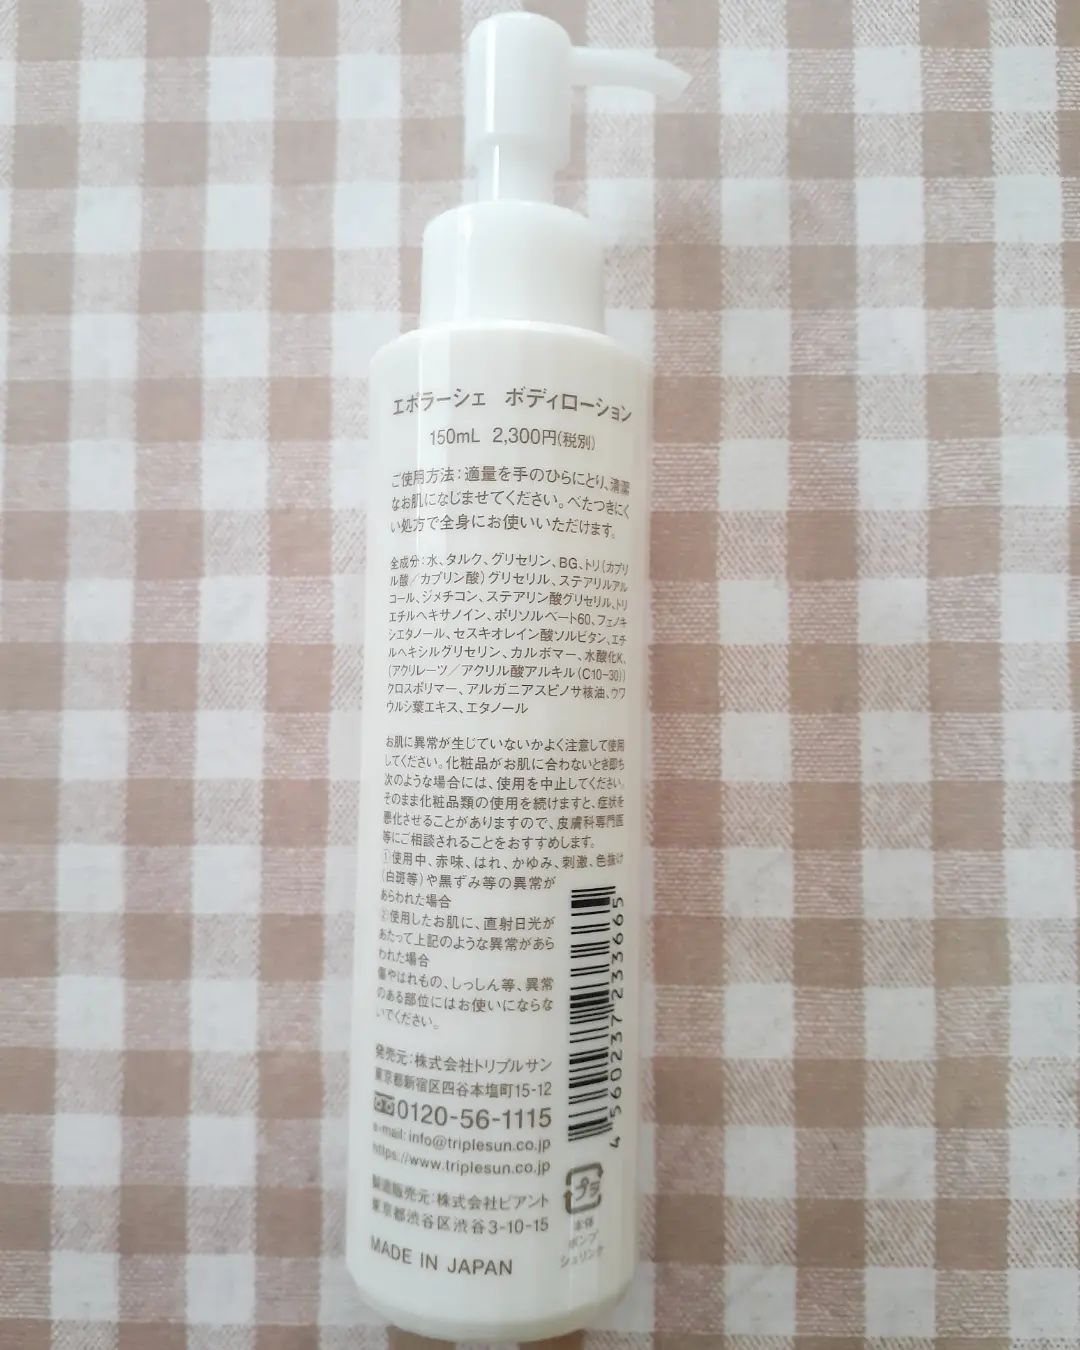 エポラーシェ ボディローション
150mL 2,300円(税別)
ご使用方法:適量を手のひらにとり、清潔
なお肌になじませてください。べたつきにく
い処方で全身にお使いいただけます。
全成分:水、タルク、グリセリン、BG、トリ(カプリ
ル酸/カプリン酸)グリセリル、ステアリルアル
コール、ジメチコン、ステアリン酸グリセリル、トリ
エチルヘキサノイン、ポリソルベート60、フェノキ
シエタノール、セスキオレイン酸ソルビタン、エチ
ルヘキシルグリセリン、カルボマー、水酸化K、
(アクリレーツ/アクリル酸アルキル(C10-30))
クロスポリマー、アルガニアスピノサ核油、ウワ
ウルシ葉エキス、エタノール
お肌に異常が生じていないかよく注意して使用
してください。化粧品がお肌に合わないとき即ち
次のような場合には、使用を中止してください。
そのまま化粧品類の使用を続けますと、症状を
悪化させることがありますので、皮膚科専門医
等にご相談されることをおすすめします。
①使用中、赤味、はれ、かゆみ、刺激、色抜け
(白斑等)や黒ずみ等の異常が
あらわれた場合
②使用したお肌に、直射日光が
あたって上記のような異常があら
われた場合
傷やはれもの、しっしん等、異常
のある部位にはお使いにならな
いでください。
発売元:株式会社トリプルサン
東京都新宿区四谷本塩町15-12
0120-56-1115
e-mail:info@triplesun.co.jp
https://www.triplesun.co.jp
製造販売元:株式会社ピアント
東京都渋谷区渋谷3-10-15
MADE IN JAPAN
4560237233665
プラ
本体
ポンプ
シュリンク